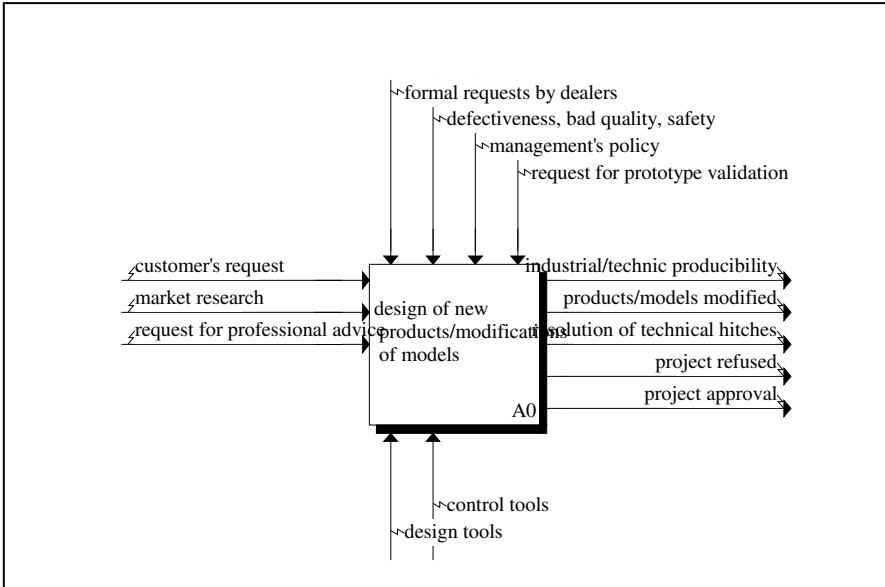 formal requests by dealers
defectiveness, bad quality, safety
management's policy
request for prototype validation
customer's request
market research
request for professional advice
design of new
products/modifications
of models
A0
industrial/technic producibility
products/models modified
resolution of technical hitches
project refused
project approval
control tools
design tools